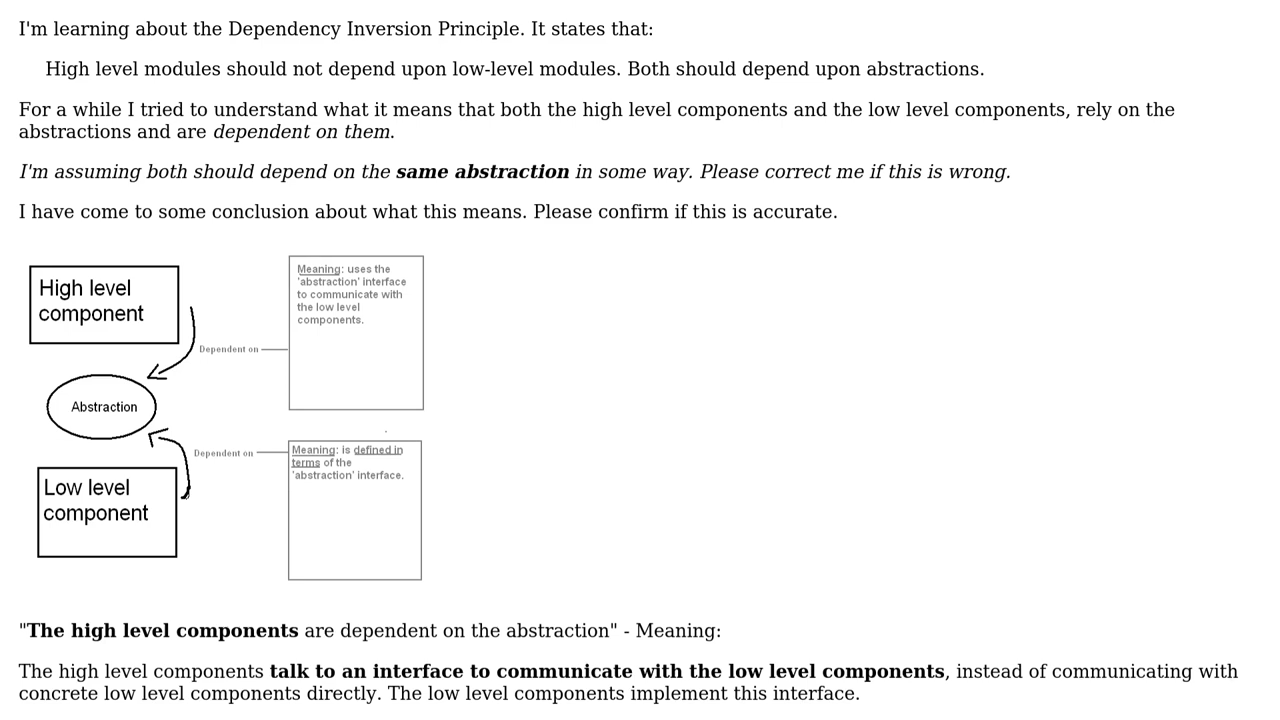 I'm learning about the Dependency Inversion Principle. It states that:
High level modules should not depend upon low-level modules. Both should depend upon abstractions.
For a while I tried to understand what it means that both the high level components and the low level components, rely on the
abstractions and are dependent on them.
I'm assuming both should depend on the same abstraction in some way. Please correct me if this is wrong.
I have come to some conclusion about what this means. Please confirm if this is accurate.
High level
component
Meaning: uses the
'abstraction' interface
to communicate with
the low level
components.
Dependent on
Abstraction
Dependent on
Meaning: is defined in
terms of the
'abstraction' interface.
Low level
component
"The high level components are dependent on the abstraction" - Meaning:
The high level components talk to an interface to communicate with the low level components, instead of communicating with
concrete low level components directly. The low level components implement this interface.